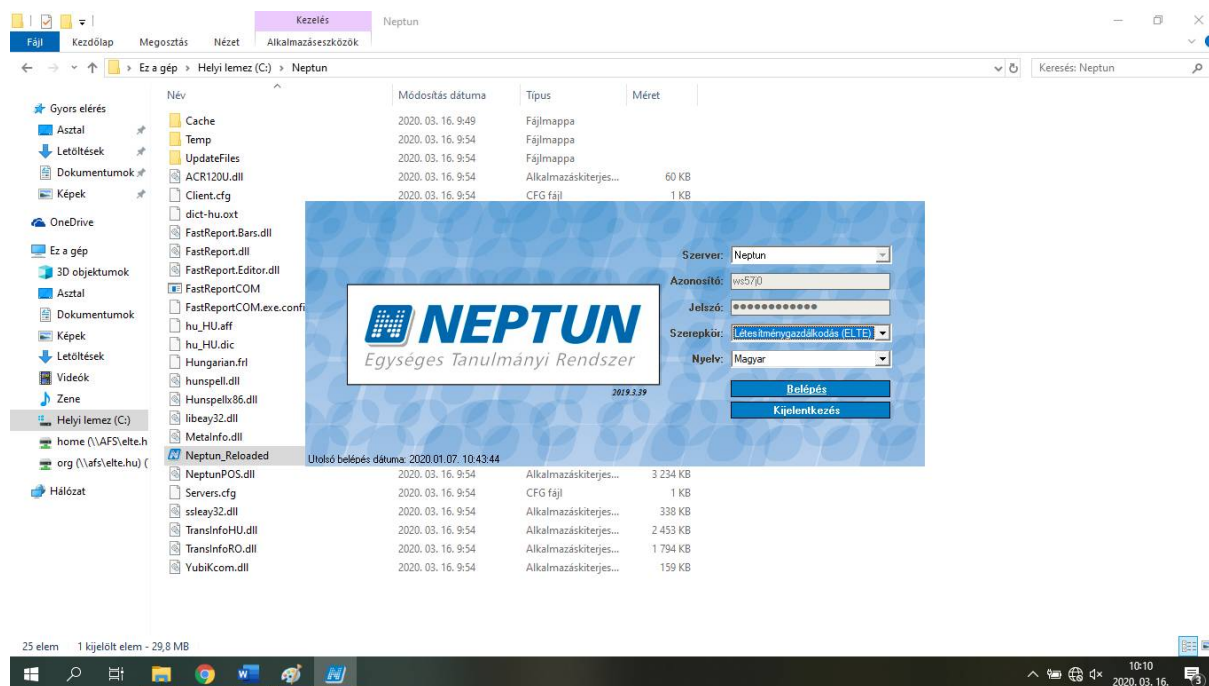 Kezelés
Neptun
Fájl Kezdőlap Megosztás Nézet Alkalmazáseszközök
Ez a gép Helyi lemez (C:) Neptun
Keresés: Neptun
Név Módosítás dátuma Típus Méret
Gyors elérés
Asztal
Letöltések
Dokumentumok
Képek
OneDrive
Ez a gép
3D objektumok
Asztal
Dokumentumok
Képek
Letöltések
Videók
Zene
Helyi lemez (C:)
home (\\AFS\elte.h
org (\\afs\elte.hu) (
Hálózat
Cache 2020. 03. 16. 9:49 Fájlmappa
Temp 2020. 03. 16. 9:54 Fájlmappa
UpdateFiles 2020. 03. 16. 9:54 Fájlmappa
ACR120U.dll 2020. 03. 16. 9:54 Alkalmazáskiterjes... 60 KB
Client.cfg 2020. 03. 16. 9:54 CFG fájl 1 KB
dict-hu.oxt
FastReport.Bars.dll
FastReport.dll
FastReport.Editor.dll
FastReportCOM
FastReportCOM.exe.confi
hu_HU.aff
hu_HU.dic
Hungarian.frl
hunspell.dll
Hunspellx86.dll
libeay32.dll
MetaInfo.dll
Neptun_Reloaded
NeptunPOS.dll 2020. 03. 16. 9:54 Alkalmazáskiterjes... 3 234 KB
Servers.cfg 2020. 03. 16. 9:54 CFG fájl 1 KB
ssleay32.dll 2020. 03. 16. 9:54 Alkalmazáskiterjes... 338 KB
TransInfoHU.dll 2020. 03. 16. 9:54 Alkalmazáskiterjes... 2 453 KB
TransInfoRO.dll 2020. 03. 16. 9:54 Alkalmazáskiterjes... 1 794 KB
YubiKcom.dll 2020. 03. 16. 9:54 Alkalmazáskiterjes... 159 KB
NEPTUN
Egységes Tanulmányi Rendszer
2019.3.39
Szerver: Neptun
Azonosító: ws57j0
Jelszó: ●●●●●●●●●●●●
Szerepkör: Létesítménygazdálkodás (ELTE)
Nyelv: Magyar
Belépés
Kijelentkezés
Utolsó belépés dátuma: 2020.01.07. 10:43:44
25 elem 1 kijelölt elem - 29,8 MB
10:10
2020. 03. 16.
3